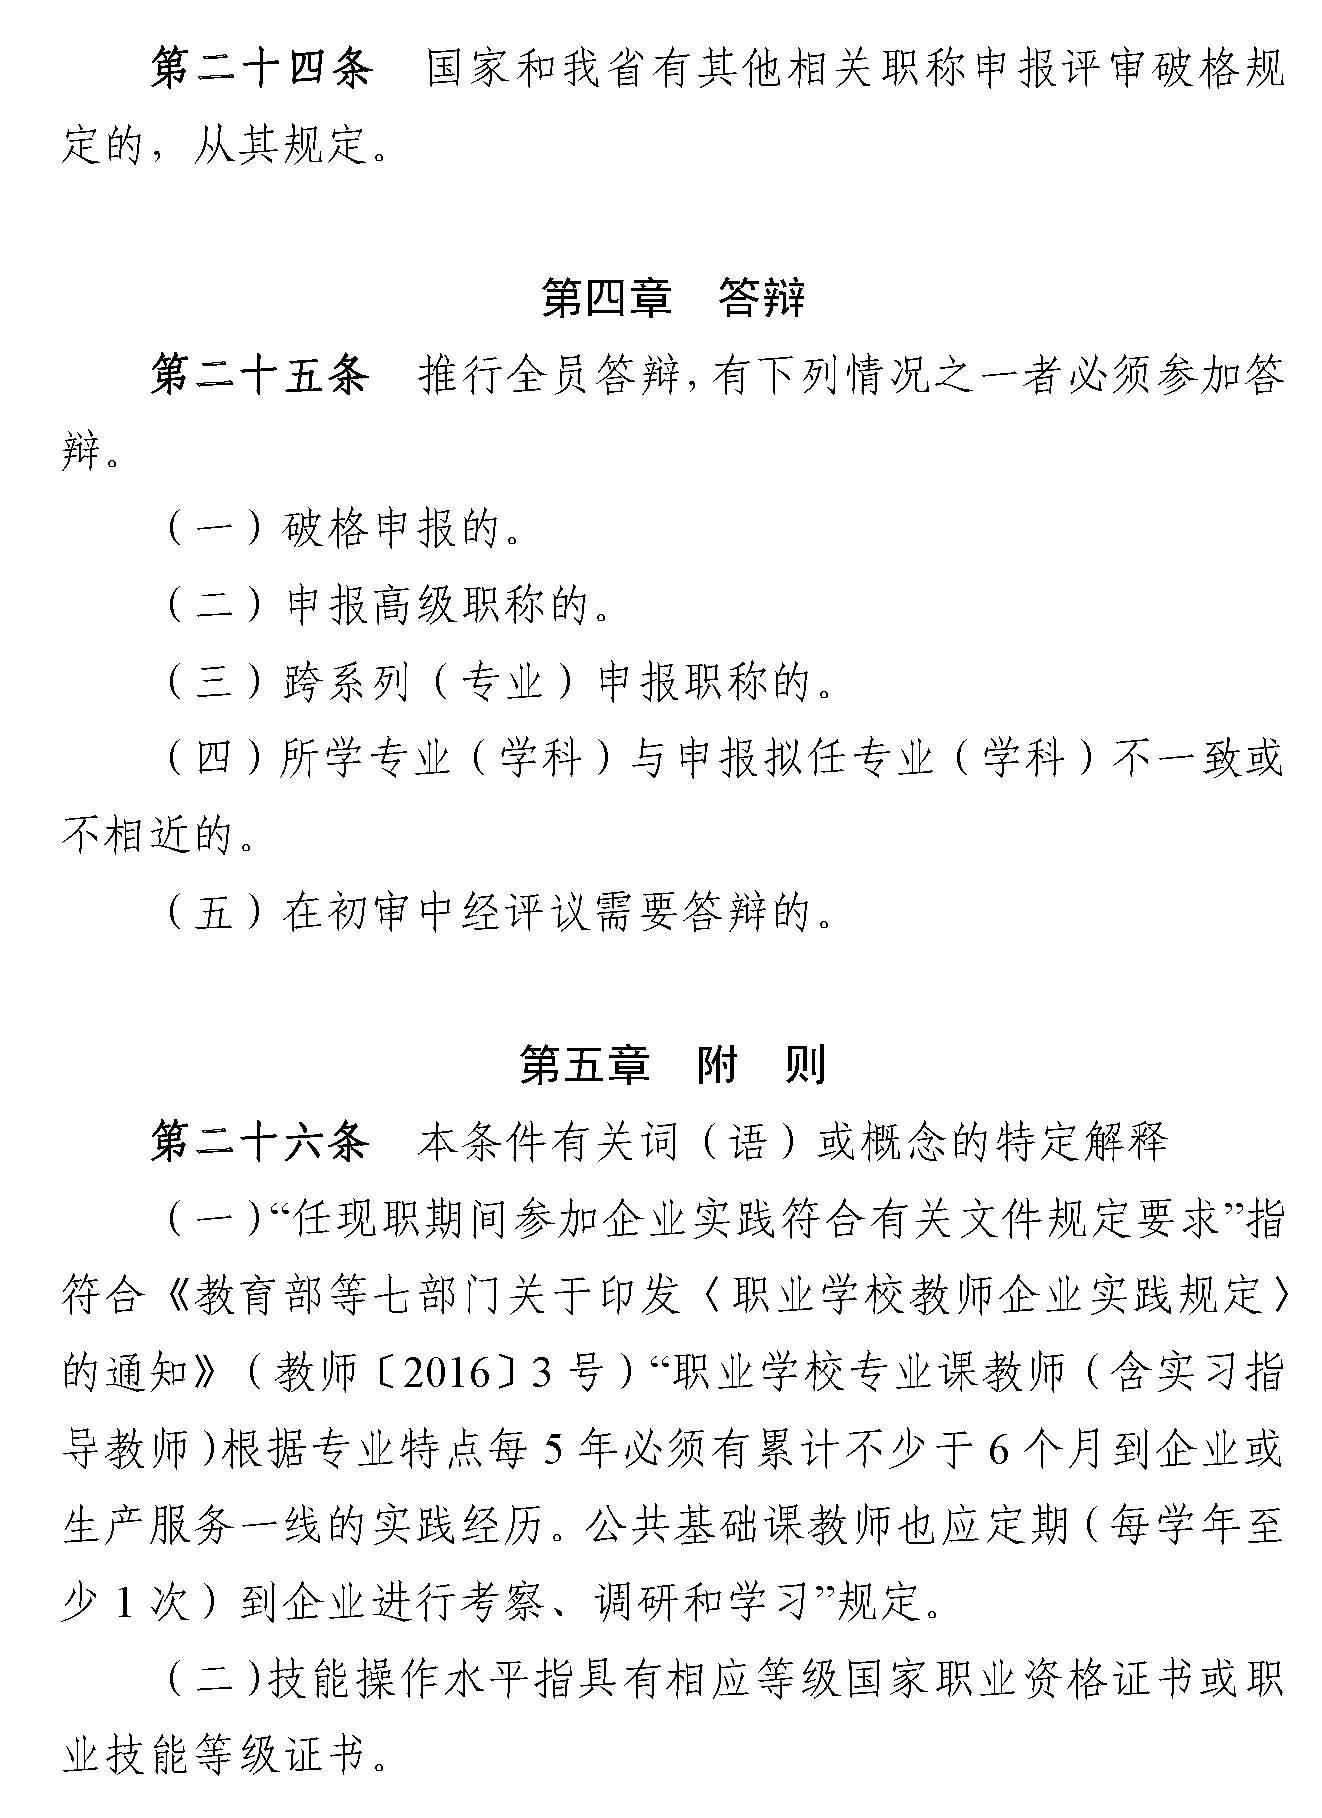 第二十四条　国家和我省有其他相关职称申报评审破格规
定的，从其规定。
第四章　答辩
第二十五条　推行全员答辩，有下列情况之一者必须参加答
辩。
（一）破格申报的。
（二）申报高级职称的。
（三）跨系列（专业）申报职称的。
（四）所学专业（学科）与申报拟任专业（学科）不一致或
不相近的。
（五）在初审中经评议需要答辩的。
第五章　附　则
第二十六条　本条件有关词（语）或概念的特定解释
（一）“任现职期间参加企业实践符合有关文件规定要求”指
符合《教育部等七部门关于印发〈职业学校教师企业实践规定〉
的通知》（教师〔2016〕3 号）“职业学校专业课教师（含实习指
导教师）根据专业特点每 5 年必须有累计不少于 6 个月到企业或
生产服务一线的实践经历。公共基础课教师也应定期（每学年至
少 1 次）到企业进行考察、调研和学习”规定。
（二）技能操作水平指具有相应等级国家职业资格证书或职
业技能等级证书。